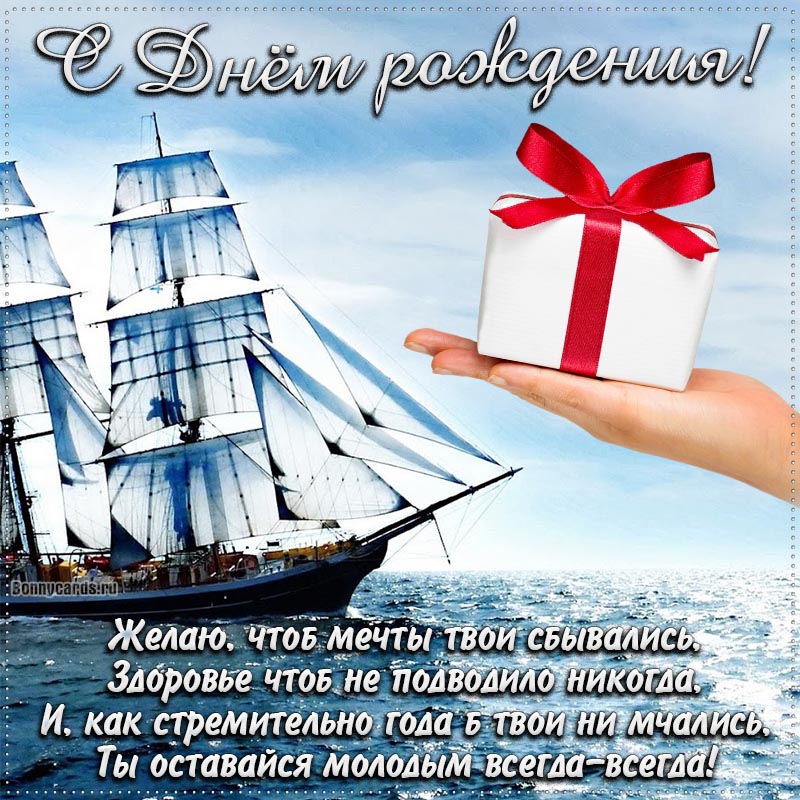 С Днём рождения!
Bonnycards.ru
Желаю, чтоб мечты твои сбывались,
Здоровье чтоб не подводило никогда,
И, как стремительно года б твои ни мчались,
Ты оставайся молодым всегда-всегда!